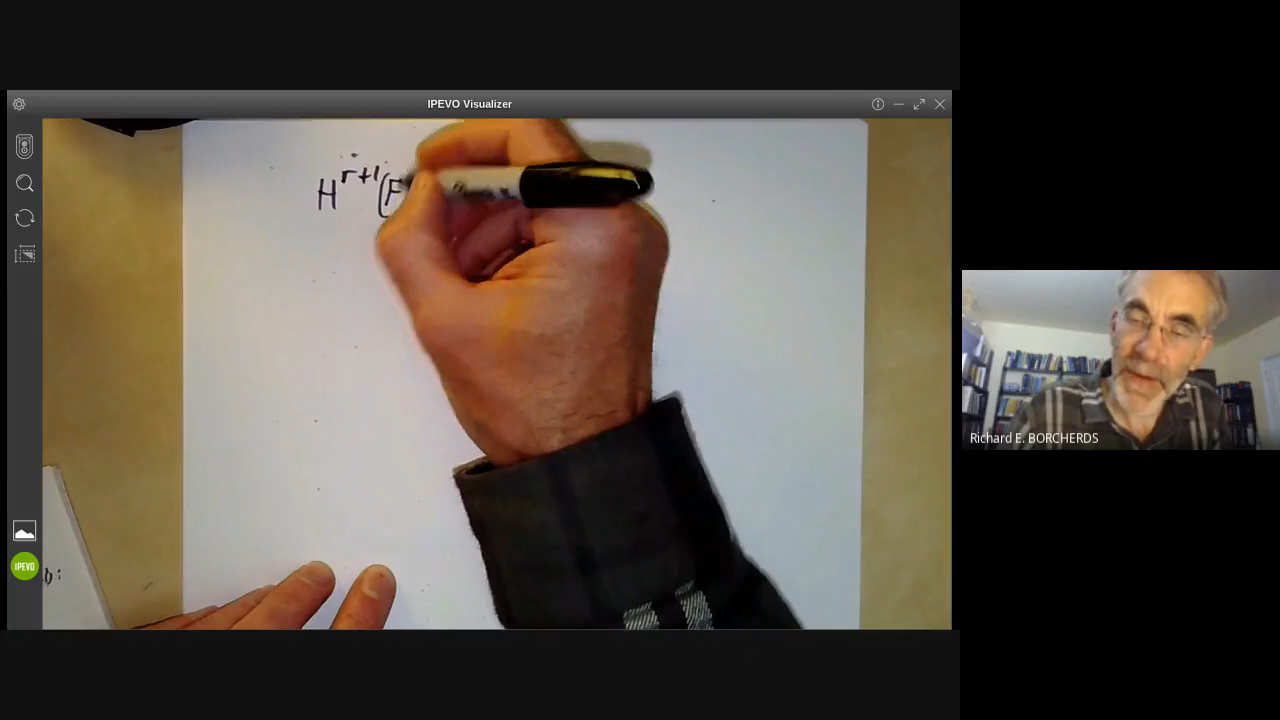 IPEVO Visualizer
H^{r+1}(F
b:
IPEVO
Richard E. BORCHERDS